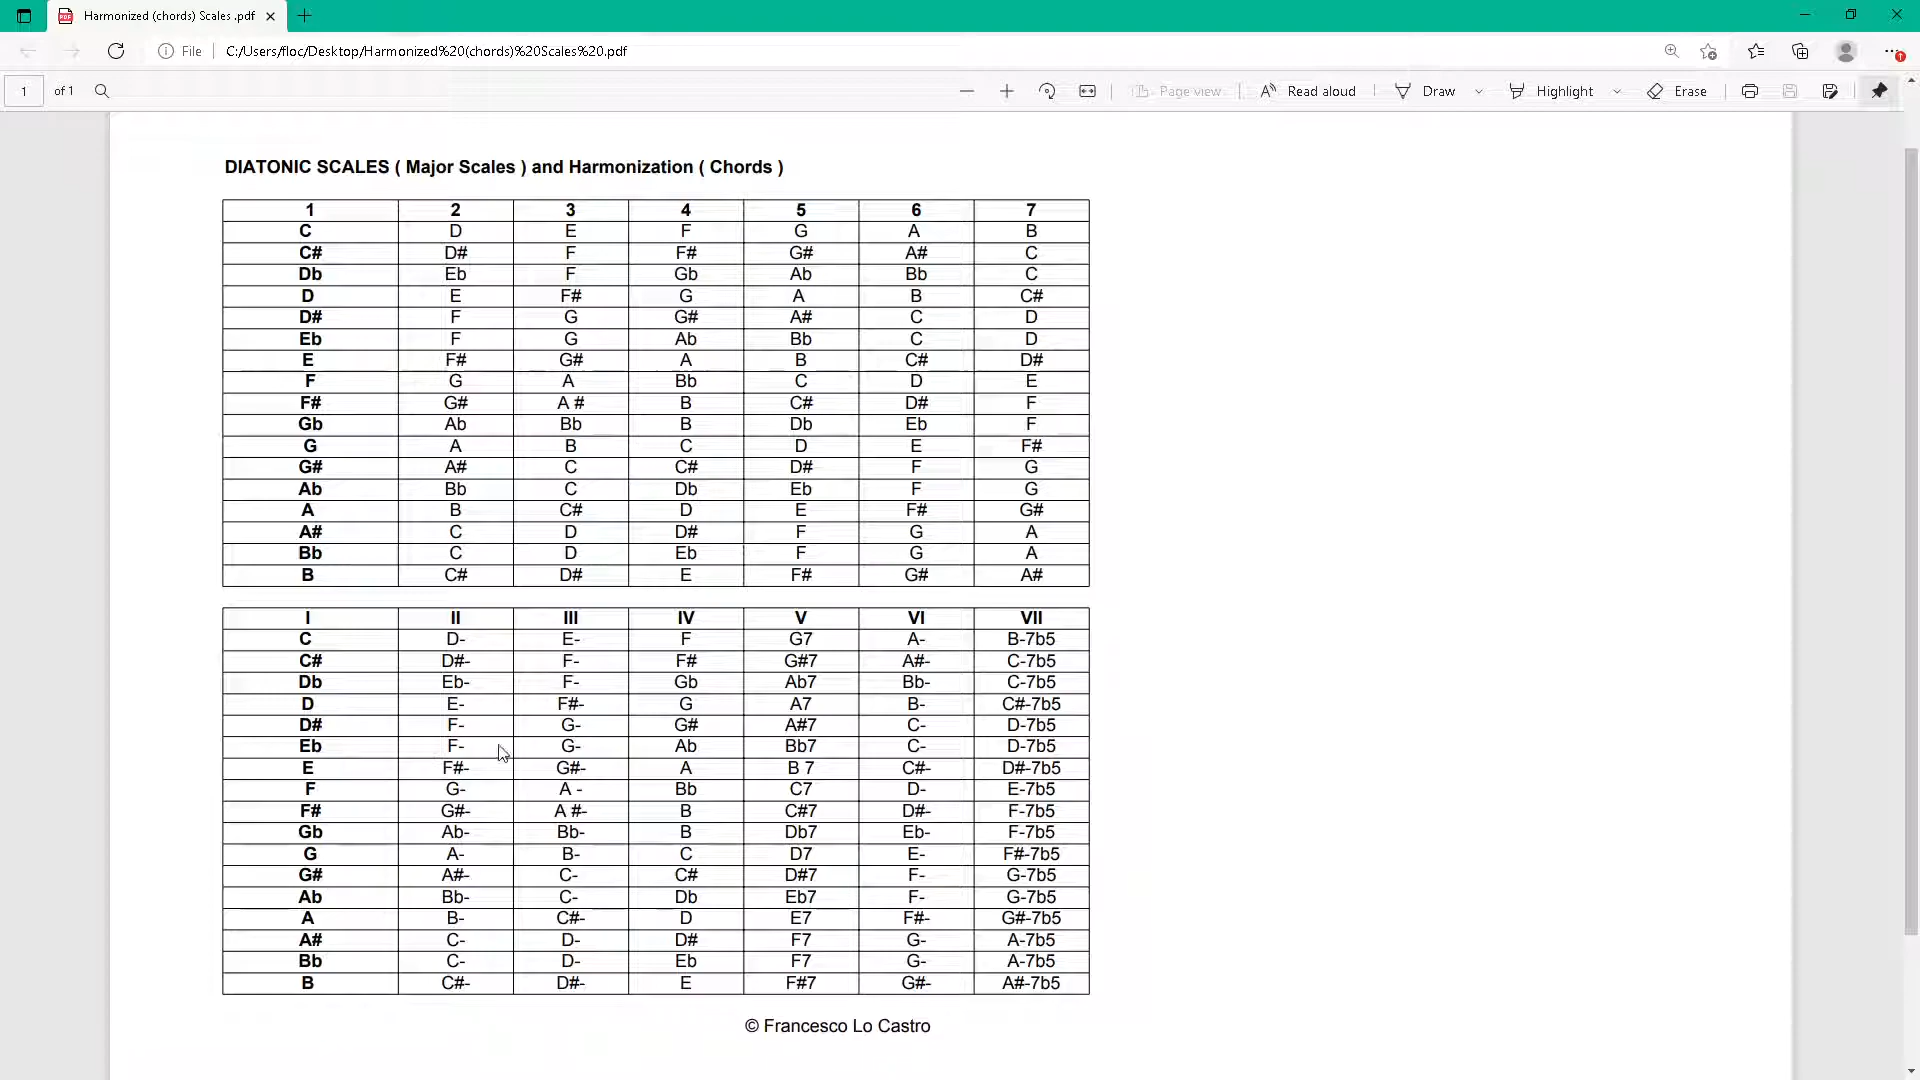 Harmonized (chords) Scales .pdf
File C:/Users/floc/Desktop/Harmonized%20(chords)%20Scales%20.pdf
1 of 1 Page view Read aloud Draw Highlight Erase
DIATONIC SCALES ( Major Scales ) and Harmonization ( Chords )
1 2 3 4 5 6 7
C D E F G A B
C# D# F F# G# A# C
Db Eb F Gb Ab Bb C
D E F# G A B C#
D# F G G# A# C D
Eb F G Ab Bb C D
E F# G# A B C# D#
F G A Bb C D E
F# G# A # B C# D# F
Gb Ab Bb B Db Eb F
G A B C D E F#
G# A# C C# D# F G
Ab Bb C Db Eb F G
A B C# D E F# G#
A# C D D# F G A
Bb C D Eb F G A
B C# D# E F# G# A#
I II III IV V VI VII
C D- E- F G7 A- B-7b5
C# D#- F- F# G#7 A#- C-7b5
Db Eb- F- Gb Ab7 Bb- C-7b5
D E- F#- G A7 B- C#-7b5
D# F- G- G# A#7 C- D-7b5
Eb F- G- Ab Bb7 C- D-7b5
E F#- G#- A B 7 C#- D#-7b5
F G- A - Bb C7 D- E-7b5
F# G#- A #- B C#7 D#- F-7b5
Gb Ab- Bb- B Db7 Eb- F-7b5
G A- B- C D7 E- F#-7b5
G# A#- C- C# D#7 F- G-7b5
Ab Bb- C- Db Eb7 F- G-7b5
A B- C#- D E7 F#- G#-7b5
A# C- D- D# F7 G- A-7b5
Bb C- D- Eb F7 G- A-7b5
B C#- D#- E F#7 G#- A#-7b5
© Francesco Lo Castro